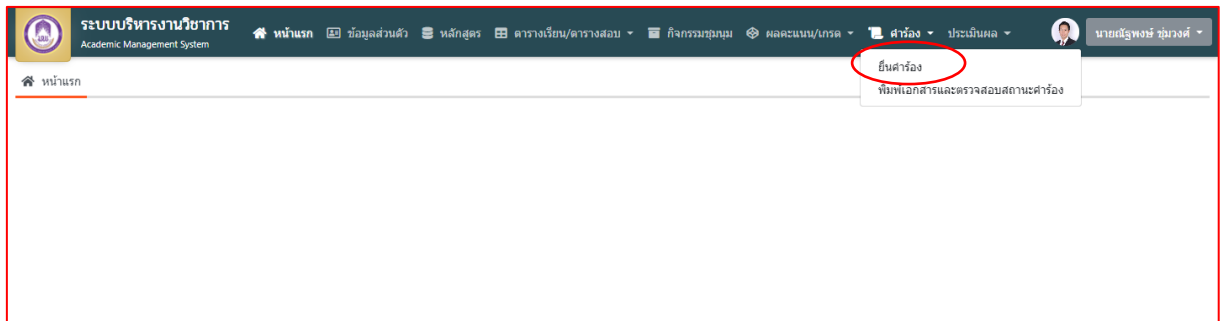 ระบบบริหารงานวิชาการ
Academic Management System
หน้าแรก ข้อมูลส่วนตัว หลักสูตร ตารางเรียน/ตารางสอบ กิจกรรมชุมนุม ผลคะแนน/เกรด คำร้อง ประเมินผล นายณัฐพงษ์ ชุ่มวงศ์
หน้าแรก
ยื่นคำร้อง
พิมพ์เอกสารและตรวจสอบสถานะคำร้อง